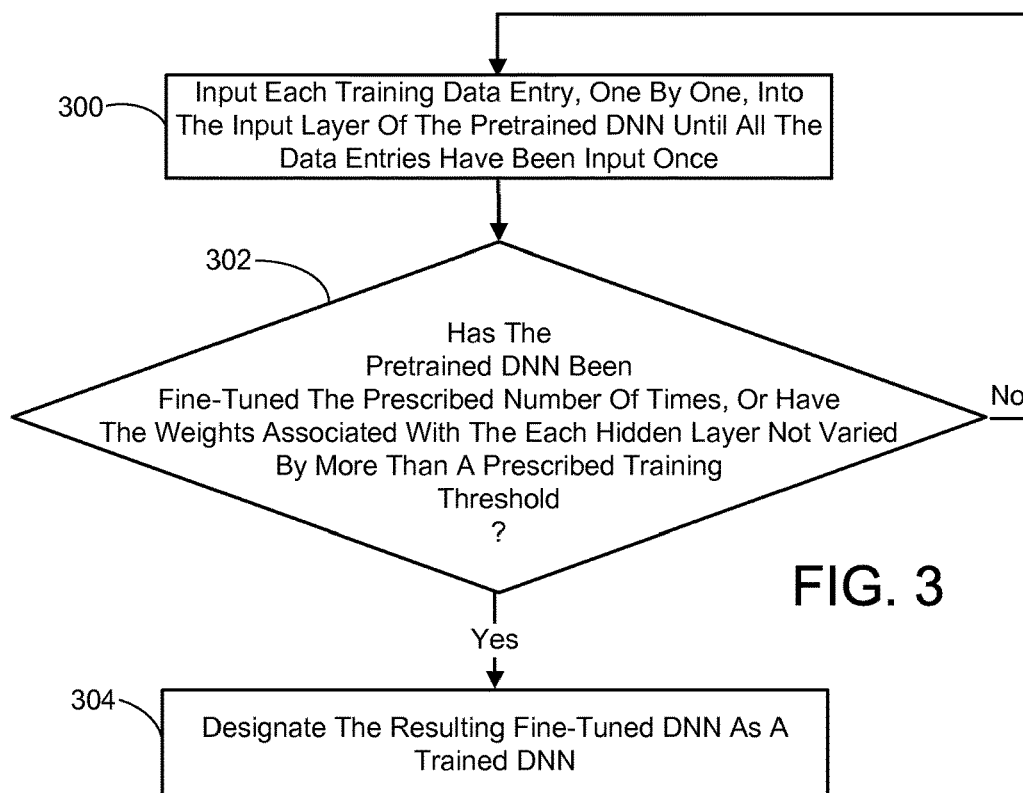 300
Input Each Training Data Entry, One By One, Into
The Input Layer Of The Pretrained DNN Until All The
Data Entries Have Been Input Once
302
Has The
Pretrained DNN Been
Fine-Tuned The Prescribed Number Of Times, Or Have
The Weights Associated With The Each Hidden Layer Not Varied
By More Than A Prescribed Training
Threshold
?
No
FIG. 3
Yes
304
Designate The Resulting Fine-Tuned DNN As A
Trained DNN